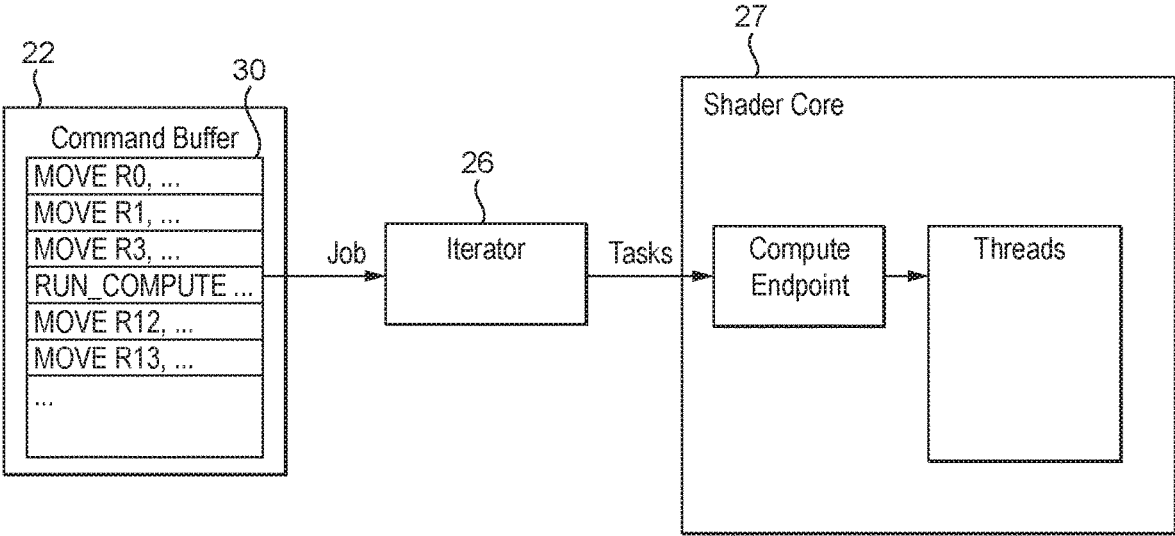 22
30
Command Buffer
MOVE R0, ...
MOVE R1, ...
MOVE R3, ...
RUN_COMPUTE ...
MOVE R12, ...
MOVE R13, ...
...
Job
26
Iterator
Tasks
27
Shader Core
Compute
Endpoint
Threads